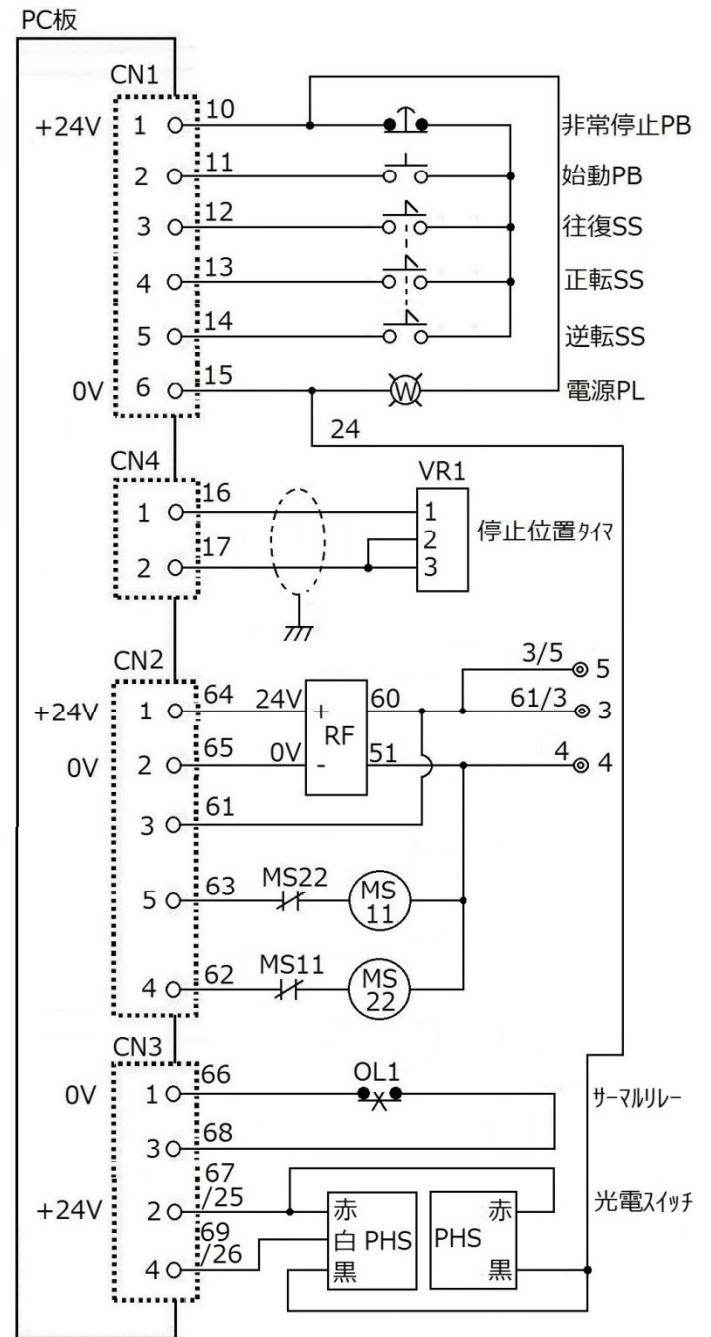 PC板
CN1
+24V 1 10 非常停止PB
2 11 始動PB
3 12 往復SS
4 13 正転SS
5 14 逆転SS
0V 6 15 W 電源PL
24
CN4
VR1
1 16 1
2 停止位置タイマ
2 17 3
CN2
3/5 5
+24V 1 64 24V + 60 61/3 3
RF
0V 2 65 0V - 51 4 4
3 61
5 63 MS22 MS
11
4 62 MS11 MS
22
CN3
0V 1 66 OL1 サーマルリレー
3 68
67
+24V 2 /25 赤 赤 光電スイッチ
69 白 PHS PHS
4 /26 黒 黒